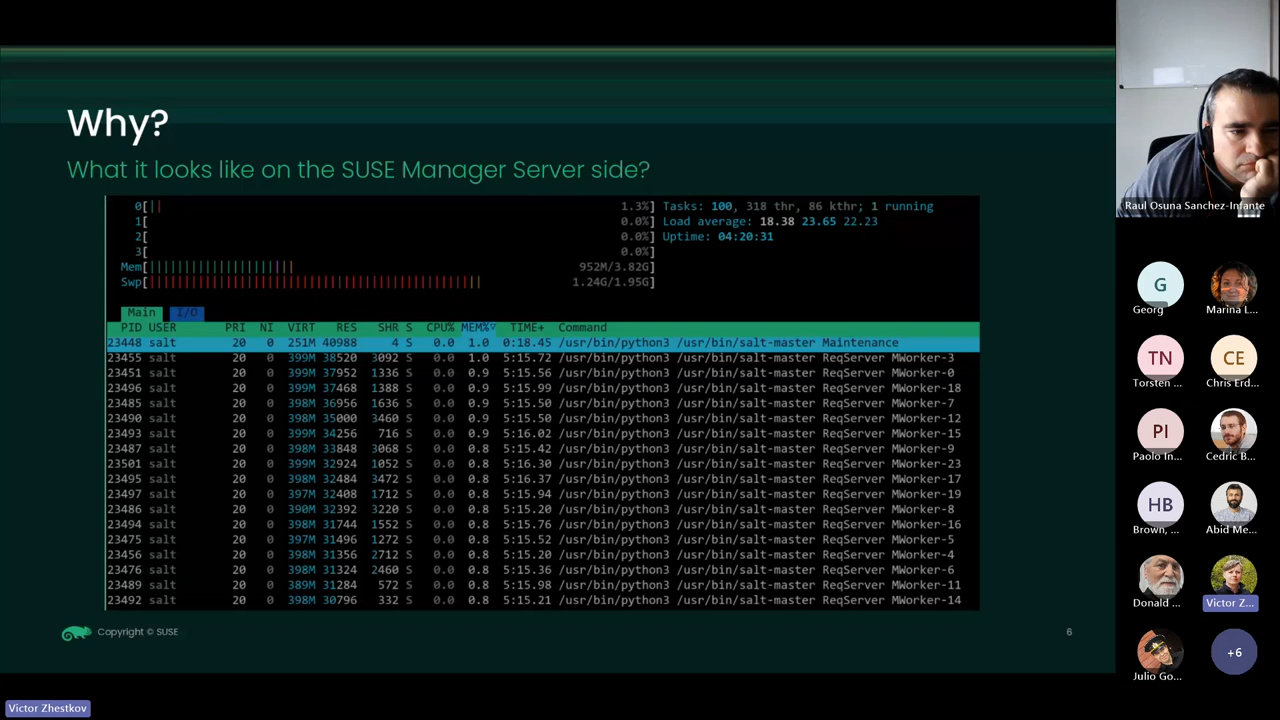 Why?
What it looks like on the SUSE Manager Server side?
0[|| 1.3%] Tasks: 100, 318 thr, 86 kthr; 1 running
1[ 0.0%] Load average: 18.38 23.65 22.23
2[ 0.0%] Uptime: 04:20:31
3[ 0.0%]
Mem[||||||||||||||||||||| 952M/3.82G]
Swp[|||||||||||||||||||||||||||||||||||||||||||||||| 1.24G/1.95G]
Main I/O
PID USER PRI NI VIRT RES SHR S CPU% MEM%▽ TIME+ Command
23448 salt 20 0 251M 40988 4 S 0.0 1.0 0:18.45 /usr/bin/python3 /usr/bin/salt-master Maintenance
23455 salt 20 0 399M 38520 3092 S 0.0 1.0 5:15.72 /usr/bin/python3 /usr/bin/salt-master ReqServer MWorker-3
23451 salt 20 0 399M 37952 1336 S 0.0 0.9 5:15.56 /usr/bin/python3 /usr/bin/salt-master ReqServer MWorker-0
23496 salt 20 0 399M 37468 1388 S 0.0 0.9 5:15.99 /usr/bin/python3 /usr/bin/salt-master ReqServer MWorker-18
23485 salt 20 0 398M 36956 1636 S 0.0 0.9 5:15.50 /usr/bin/python3 /usr/bin/salt-master ReqServer MWorker-7
23490 salt 20 0 398M 35000 3460 S 0.0 0.9 5:15.50 /usr/bin/python3 /usr/bin/salt-master ReqServer MWorker-12
23493 salt 20 0 399M 34256 716 S 0.0 0.9 5:16.02 /usr/bin/python3 /usr/bin/salt-master ReqServer MWorker-15
23487 salt 20 0 398M 33848 3068 S 0.0 0.8 5:15.42 /usr/bin/python3 /usr/bin/salt-master ReqServer MWorker-9
23501 salt 20 0 399M 32924 1052 S 0.0 0.8 5:16.30 /usr/bin/python3 /usr/bin/salt-master ReqServer MWorker-23
23495 salt 20 0 398M 32484 3472 S 0.0 0.8 5:16.37 /usr/bin/python3 /usr/bin/salt-master ReqServer MWorker-17
23497 salt 20 0 397M 32408 1712 S 0.0 0.8 5:15.94 /usr/bin/python3 /usr/bin/salt-master ReqServer MWorker-19
23486 salt 20 0 390M 32392 3220 S 0.0 0.8 5:15.20 /usr/bin/python3 /usr/bin/salt-master ReqServer MWorker-8
23494 salt 20 0 398M 31744 1552 S 0.0 0.8 5:15.76 /usr/bin/python3 /usr/bin/salt-master ReqServer MWorker-16
23475 salt 20 0 397M 31496 1272 S 0.0 0.8 5:15.52 /usr/bin/python3 /usr/bin/salt-master ReqServer MWorker-5
23456 salt 20 0 398M 31356 2712 S 0.0 0.8 5:15.20 /usr/bin/python3 /usr/bin/salt-master ReqServer MWorker-4
23476 salt 20 0 398M 31324 2460 S 0.0 0.8 5:15.36 /usr/bin/python3 /usr/bin/salt-master ReqServer MWorker-6
23489 salt 20 0 389M 31284 572 S 0.0 0.8 5:15.98 /usr/bin/python3 /usr/bin/salt-master ReqServer MWorker-11
23492 salt 20 0 398M 30796 332 S 0.0 0.8 5:15.21 /usr/bin/python3 /usr/bin/salt-master ReqServer MWorker-14
Copyright © SUSE
6
Victor Zhestkov
Raul Osuna Sanchez-Infante
G
Georg
Marina L...
TN
CE
Torsten ...
Chris Erd...
PI
Paolo In...
Cedric B...
HB
Brown, ...
Abid Me...
Donald ...
Victor Z...
Julio Go...
+6